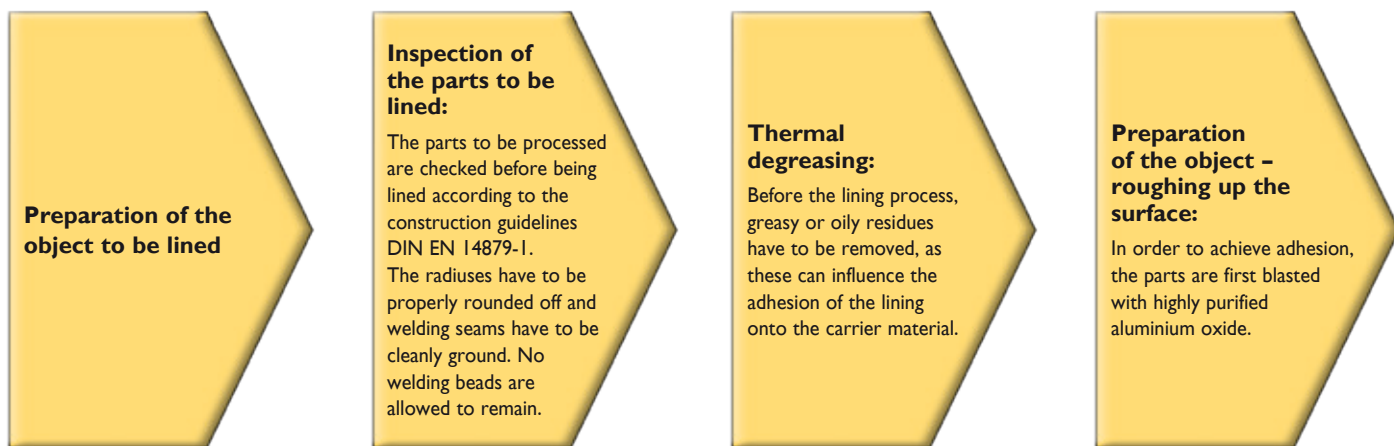 Preparation of the
object to be lined
Inspection of
the parts to be
lined:
The parts to be processed
are checked before being
lined according to the
construction guidelines
DIN EN 14879-1.
The radiuses have to be
properly rounded off and
welding seams have to be
cleanly ground. No
welding beads are
allowed to remain.
Thermal
degreasing:
Before the lining process,
greasy or oily residues
have to be removed, as
these can influence the
adhesion of the lining
onto the carrier material.
Preparation
of the object –
roughing up the
surface:
In order to achieve adhesion,
the parts are first blasted
with highly purified
aluminium oxide.